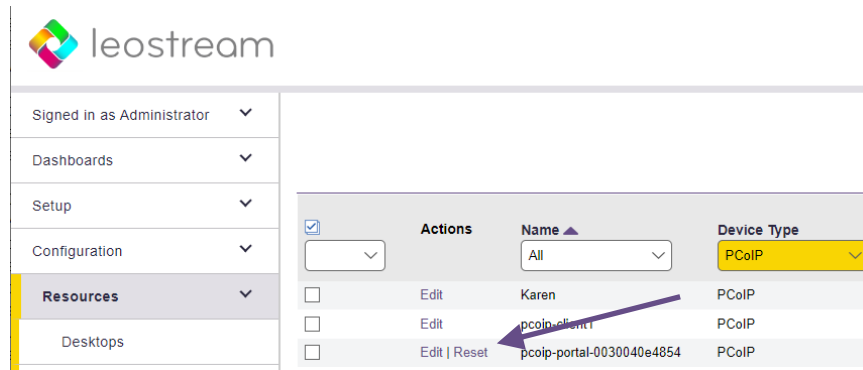 leostream
Signed in as Administrator
Dashboards
Setup
Configuration
Resources
Desktops
Actions Name Device Type
All PCoIP
Edit Karen PCoIP
Edit pcoip-client1 PCoIP
Edit | Reset pcoip-portal-0030040e4854 PCoIP